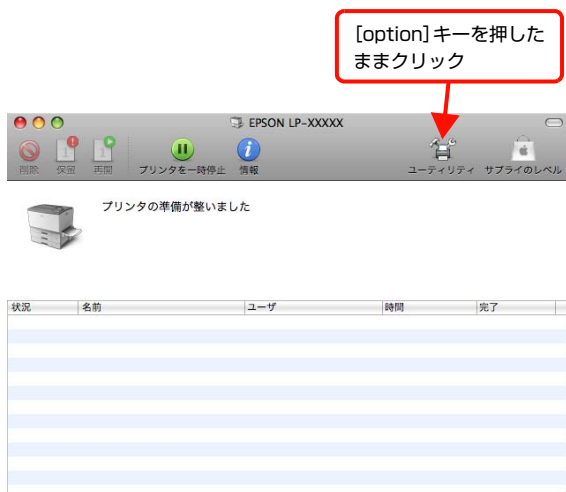 [option]キーを押した
ままクリック
EPSON LP-XXXXX
削除 保留 再開 プリンタを一時停止 情報 ユーティリティ サプライのレベル
プリンタの準備が整いました
状況 名前 ユーザ 時間 完了